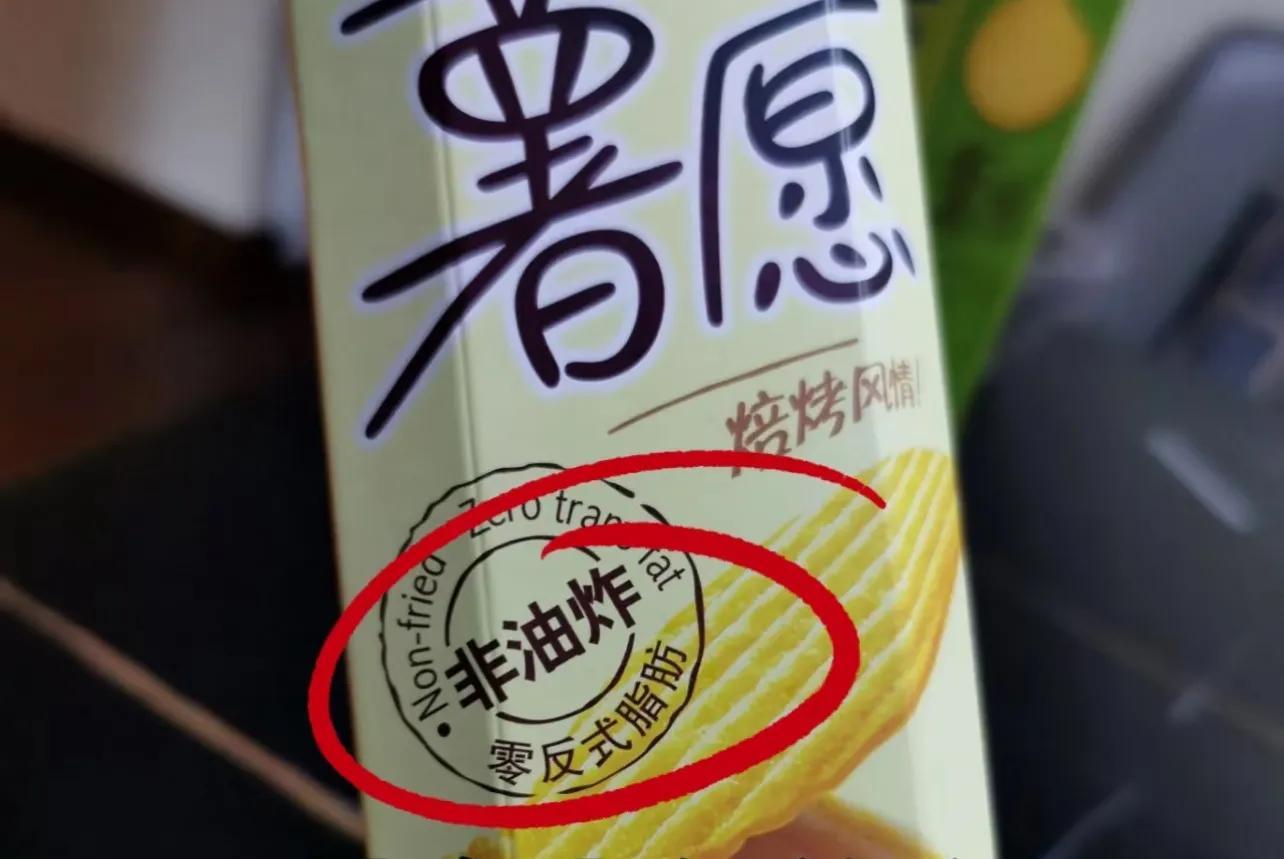 薯愿
焙烤风情!
Non-fried Zero trans fat
非油炸
零反式脂肪